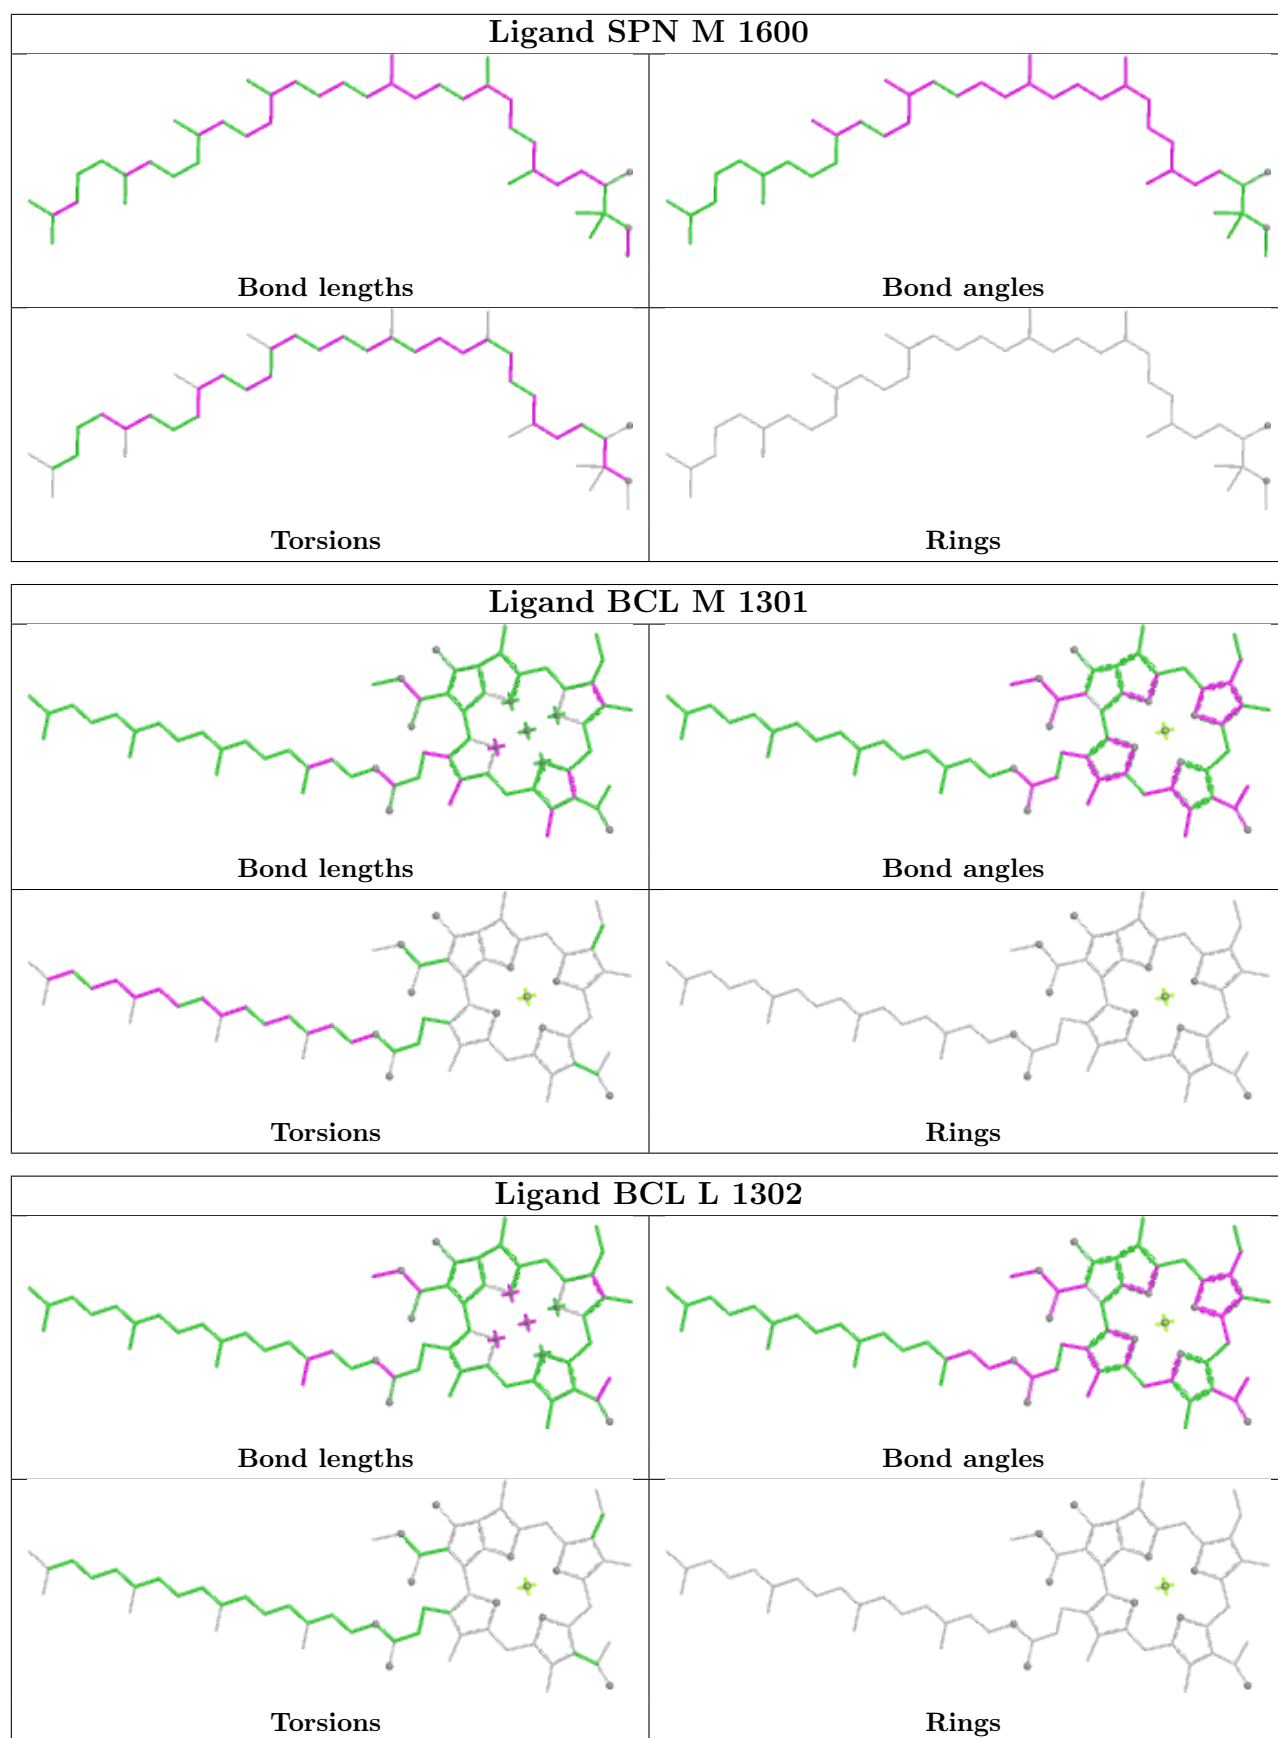 Ligand SPN M 1600
Bond lengths
Bond angles
Torsions
Rings
Ligand BCL M 1301
Bond lengths
Bond angles
Torsions
Rings
Ligand BCL L 1302
Bond lengths
Bond angles
Torsions
Rings